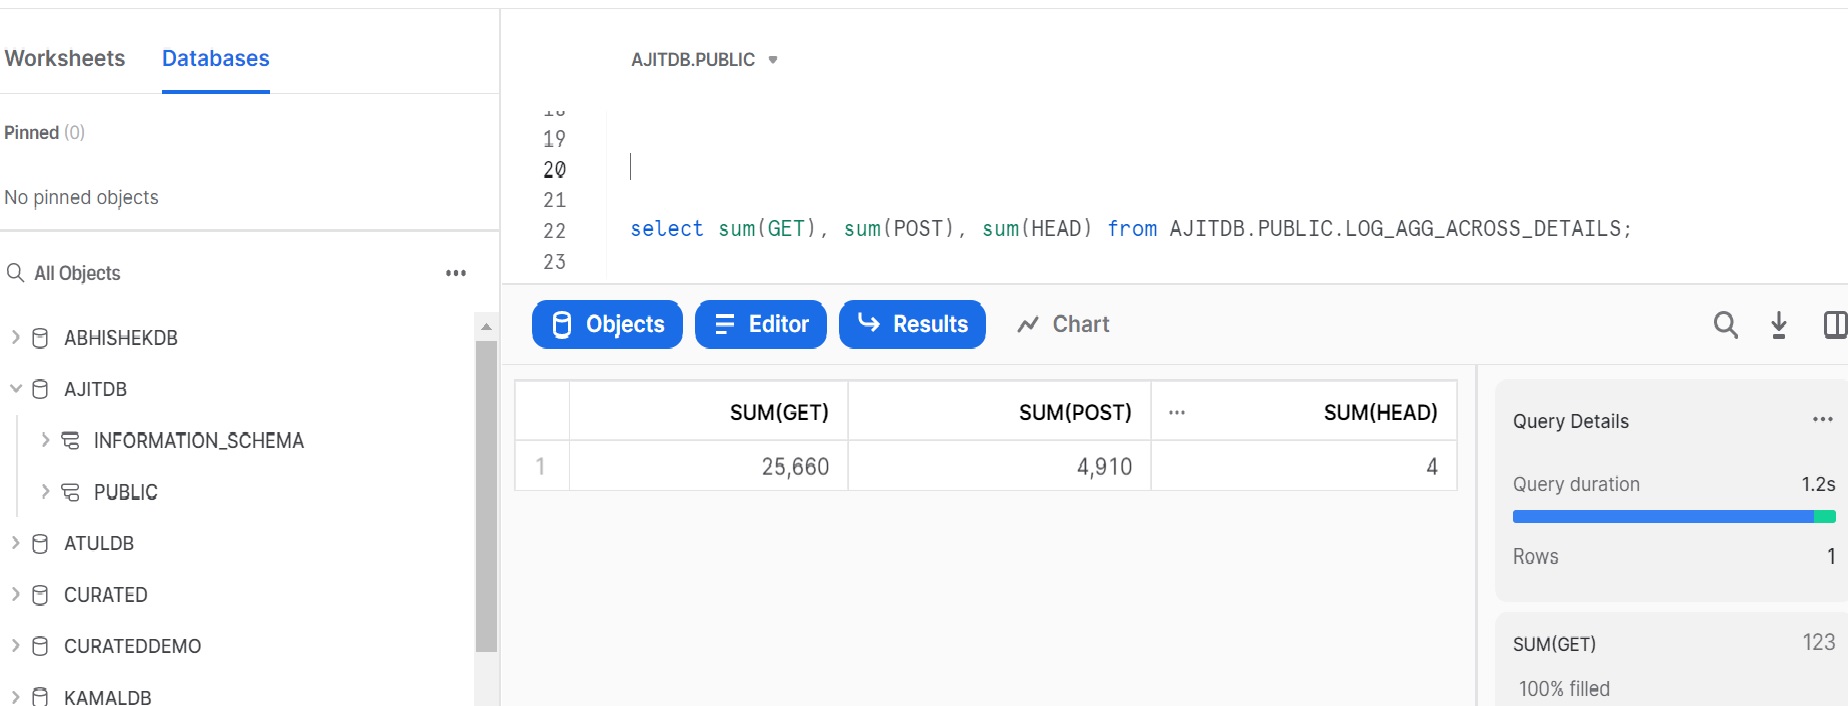 Worksheets Databases
Pinned (0)
No pinned objects
All Objects
ABHISHEKDB
AJITDB
INFORMATION_SCHEMA
PUBLIC
ATULDB
CURATED
CURATEDDEMO
KAMALDB
AJITDB.PUBLIC
18
19
20
21
22 select sum(GET), sum(POST), sum(HEAD) from AJITDB.PUBLIC.LOG_AGG_ACROSS_DETAILS;
23
Objects Editor Results Chart
SUM(GET) SUM(POST) ... SUM(HEAD)
1 25,660 4,910 4
Query Details ...
Query duration 1.2s
Rows 1
SUM(GET) 123
100% filled